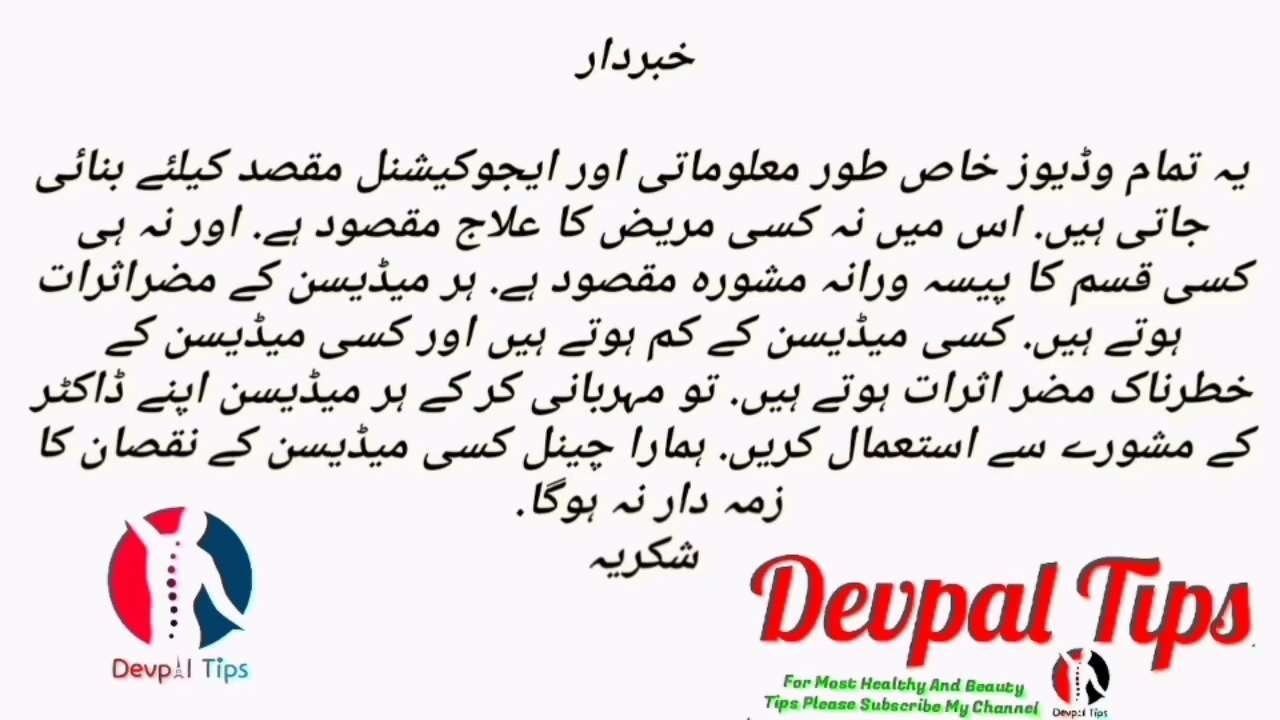 خبردار
یہ تمام وڈیوز خاص طور معلوماتی اور ایجوکیشنل مقصد کیلئے بنائی
جاتی ہیں. اس میں نہ کسی مریض کا علاج مقصود ہے. اور نہ ہی
کسی قسم کا پیسہ ورانہ مشورہ مقصود ہے. ہر میڈیسن کے مضراثرات
ہوتے ہیں. کسی میڈیسن کے کم ہوتے ہیں اور کسی میڈیسن کے
خطرناک مضر اثرات ہوتے ہیں. تو مہربانی کر کے ہر میڈیسن اپنے ڈاکٹر
کے مشورے سے استعمال کریں. ہمارا چینل کسی میڈیسن کے نقصان کا
زمہ دار نہ ہوگا.
شکریہ
Devpal Tips
Devpal Tips
For Most Healthy And Beauty
Tips Please Subscribe My Channel
Devpal Tips